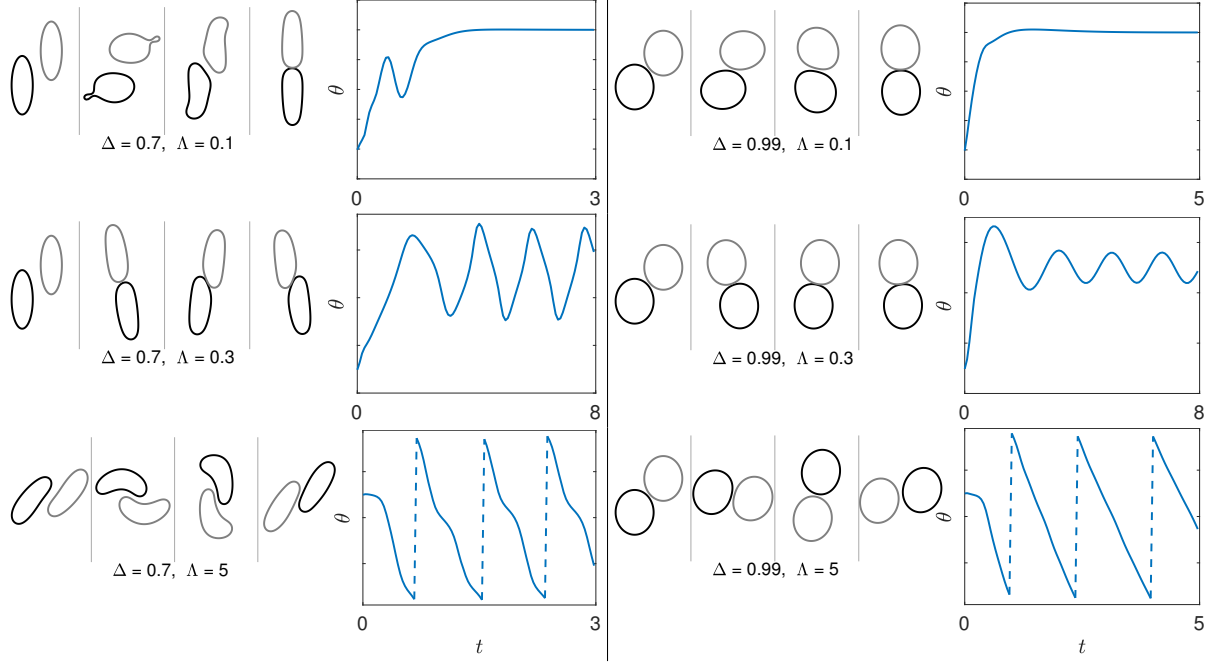 θ
0 3
Δ = 0.7, Λ = 0.1
θ
0 5
Δ = 0.99, Λ = 0.1
θ
0 8
Δ = 0.7, Λ = 0.3
θ
0 8
Δ = 0.99, Λ = 0.3
θ
0 3
t
Δ = 0.7, Λ = 5
θ
0 5
t
Δ = 0.99, Λ = 5